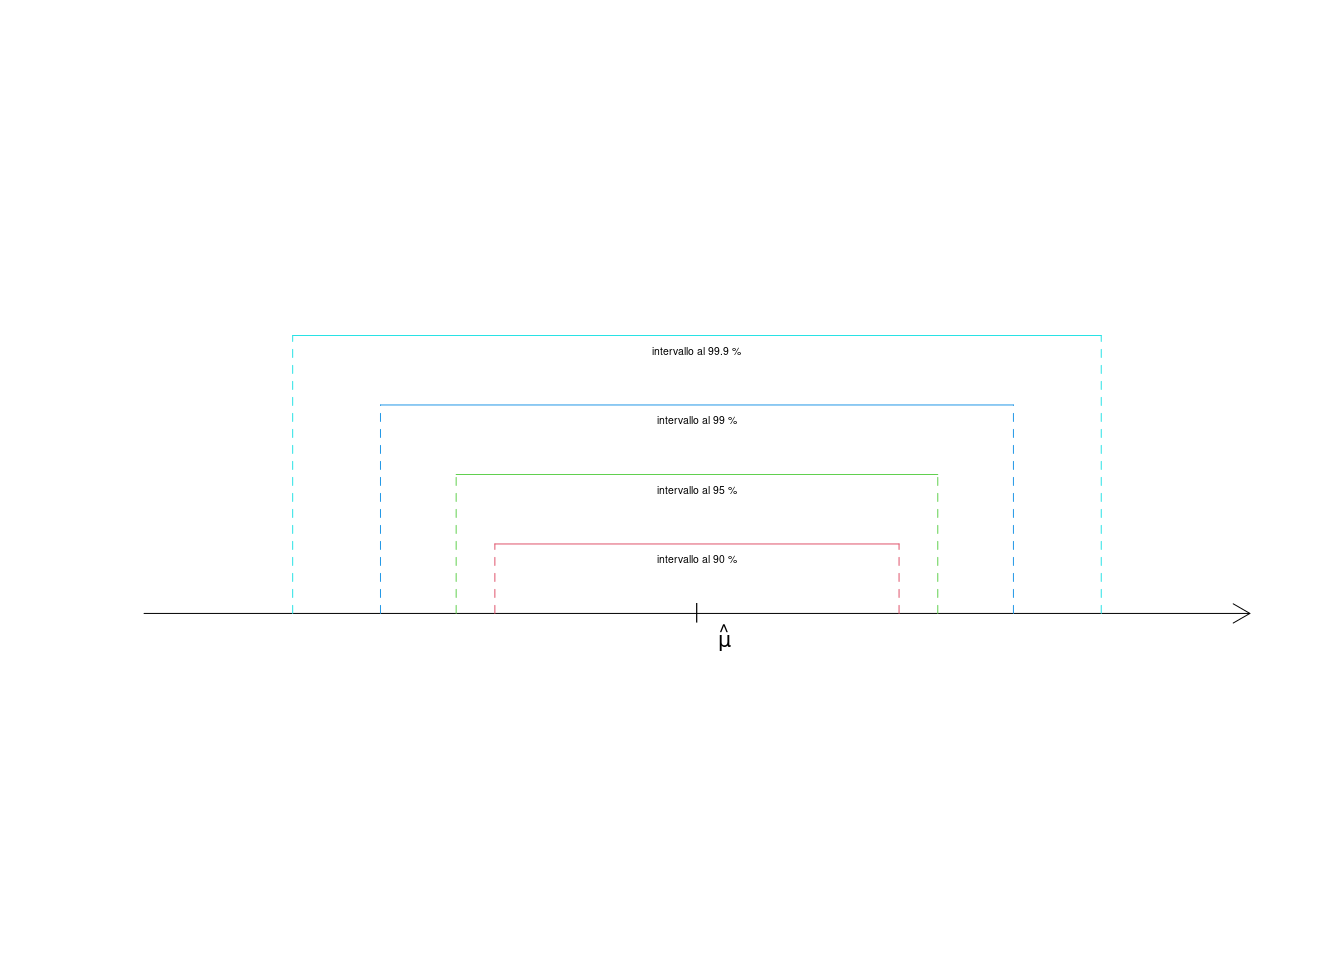 intervallo al 99.9 %
intervallo al 99 %
intervallo al 95 %
intervallo al 90 %
μ̂